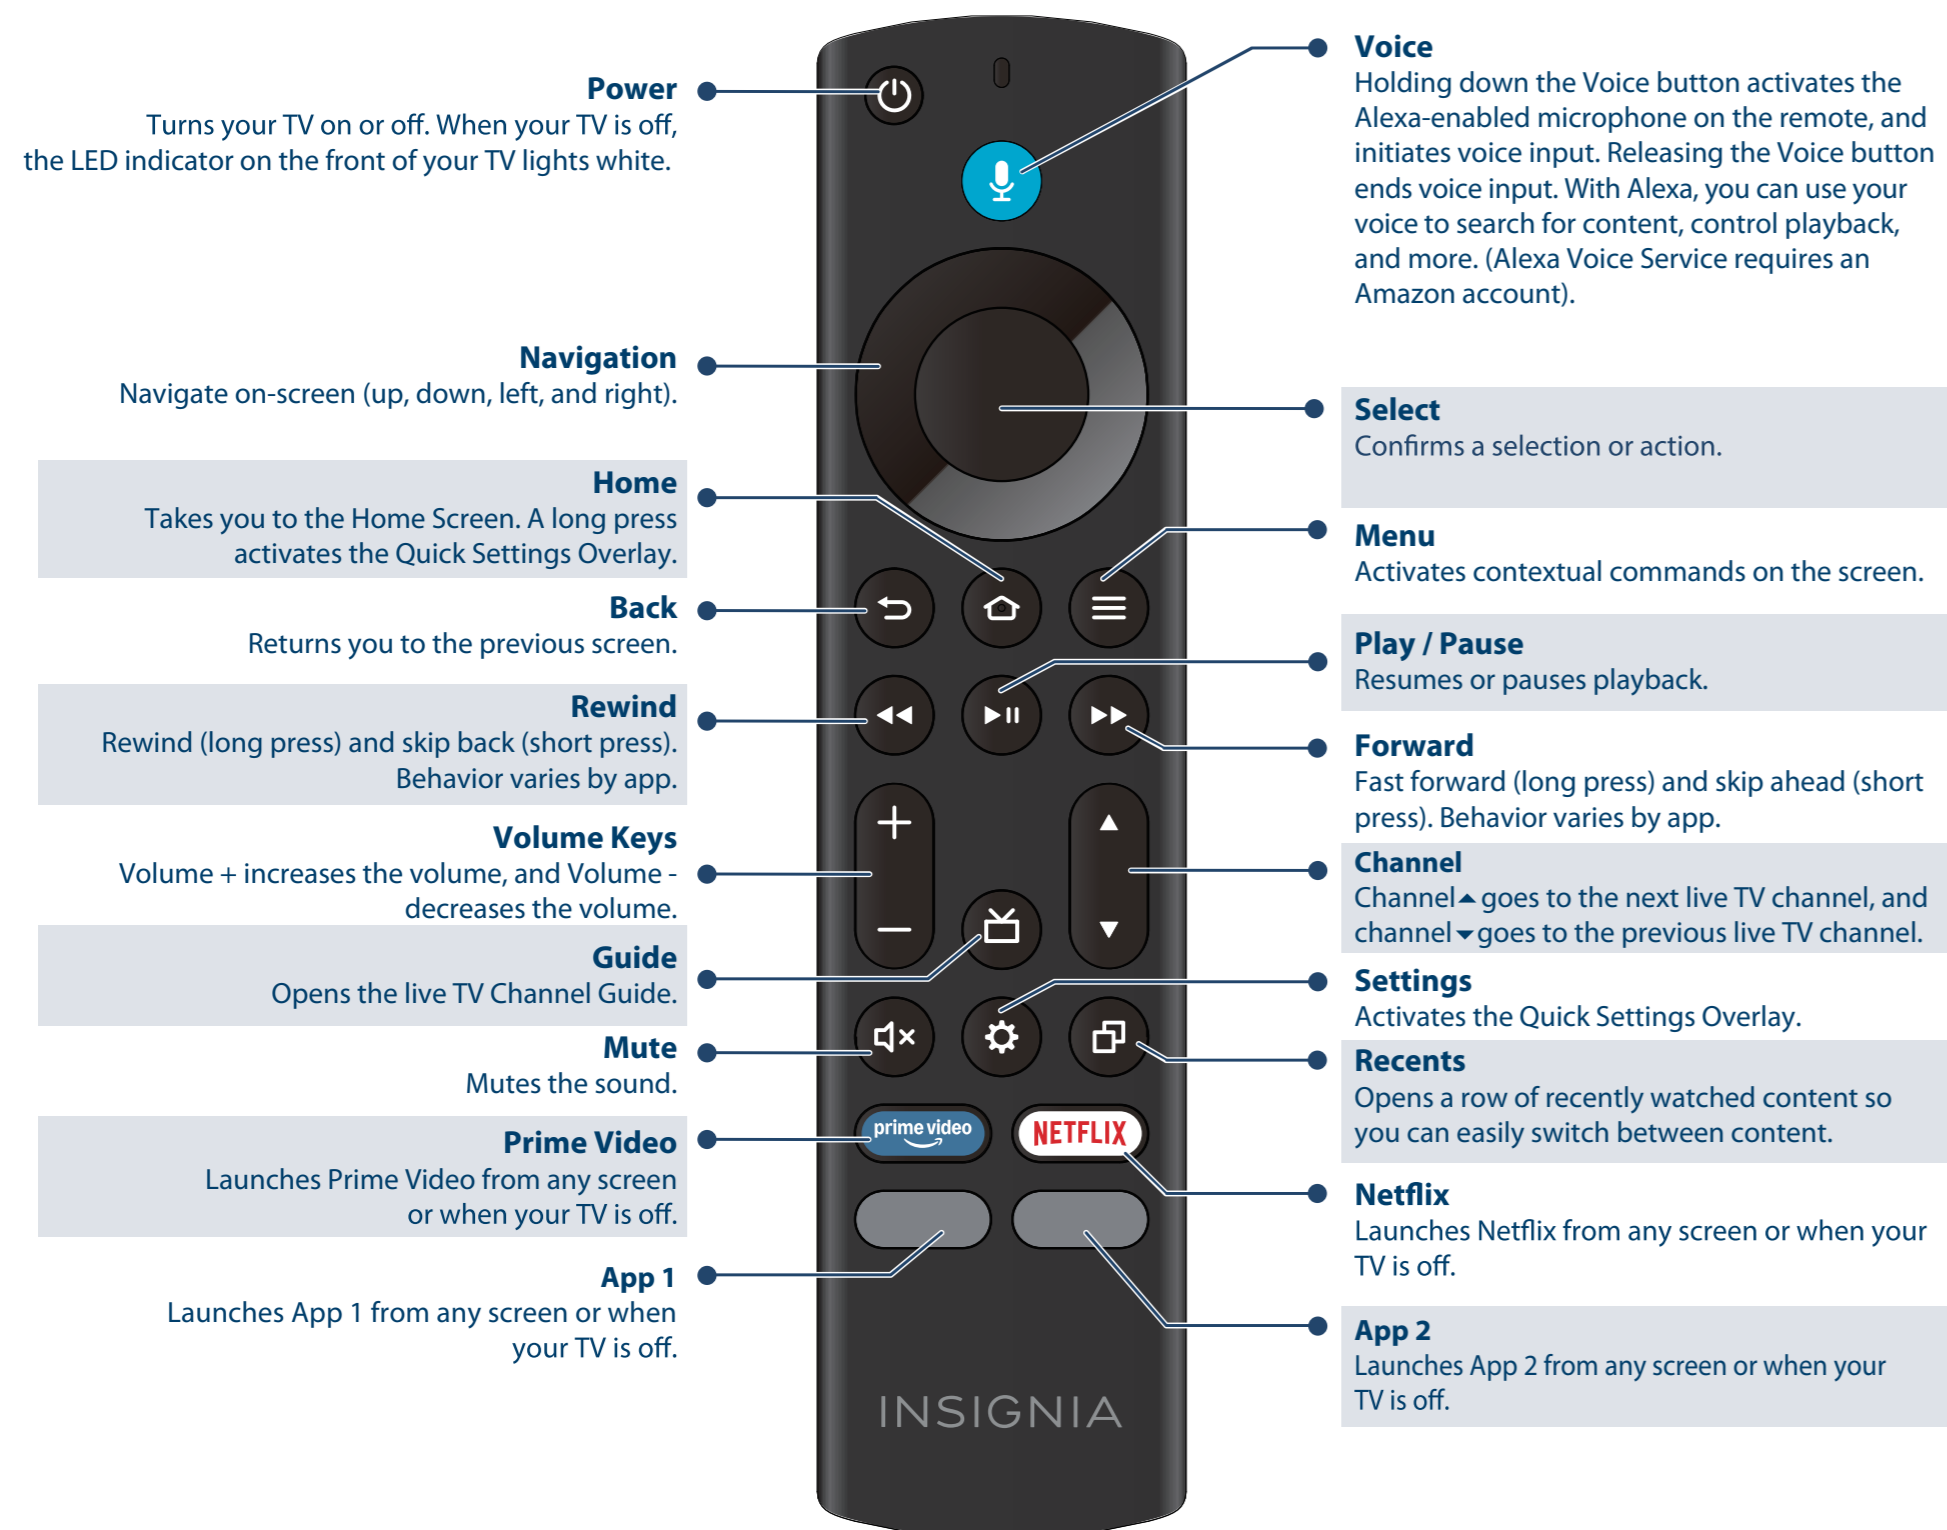 Power
Turns your TV on or off. When your TV is off,
the LED indicator on the front of your TV lights white.
Navigation
Navigate on-screen (up, down, left, and right).
Home
Takes you to the Home Screen. A long press
activates the Quick Settings Overlay.
Back
Returns you to the previous screen.
Rewind
Rewind (long press) and skip back (short press).
Behavior varies by app.
Volume Keys
Volume + increases the volume, and Volume -
decreases the volume.
Guide
Opens the live TV Channel Guide.
Mute
Mutes the sound.
Prime Video
Launches Prime Video from any screen
or when your TV is off.
App 1
Launches App 1 from any screen or when
your TV is off.
prime video
NETFLIX
INSIGNIA
Voice
Holding down the Voice button activates the
Alexa-enabled microphone on the remote, and
initiates voice input. Releasing the Voice button
ends voice input. With Alexa, you can use your
voice to search for content, control playback,
and more. (Alexa Voice Service requires an
Amazon account).
Select
Confirms a selection or action.
Menu
Activates contextual commands on the screen.
Play / Pause
Resumes or pauses playback.
Forward
Fast forward (long press) and skip ahead (short
press). Behavior varies by app.
Channel
Channel▲ goes to the next live TV channel, and
channel▼goes to the previous live TV channel.
Settings
Activates the Quick Settings Overlay.
Recents
Opens a row of recently watched content so
you can easily switch between content.
Netflix
Launches Netflix from any screen or when your
TV is off.
App 2
Launches App 2 from any screen or when your
TV is off.